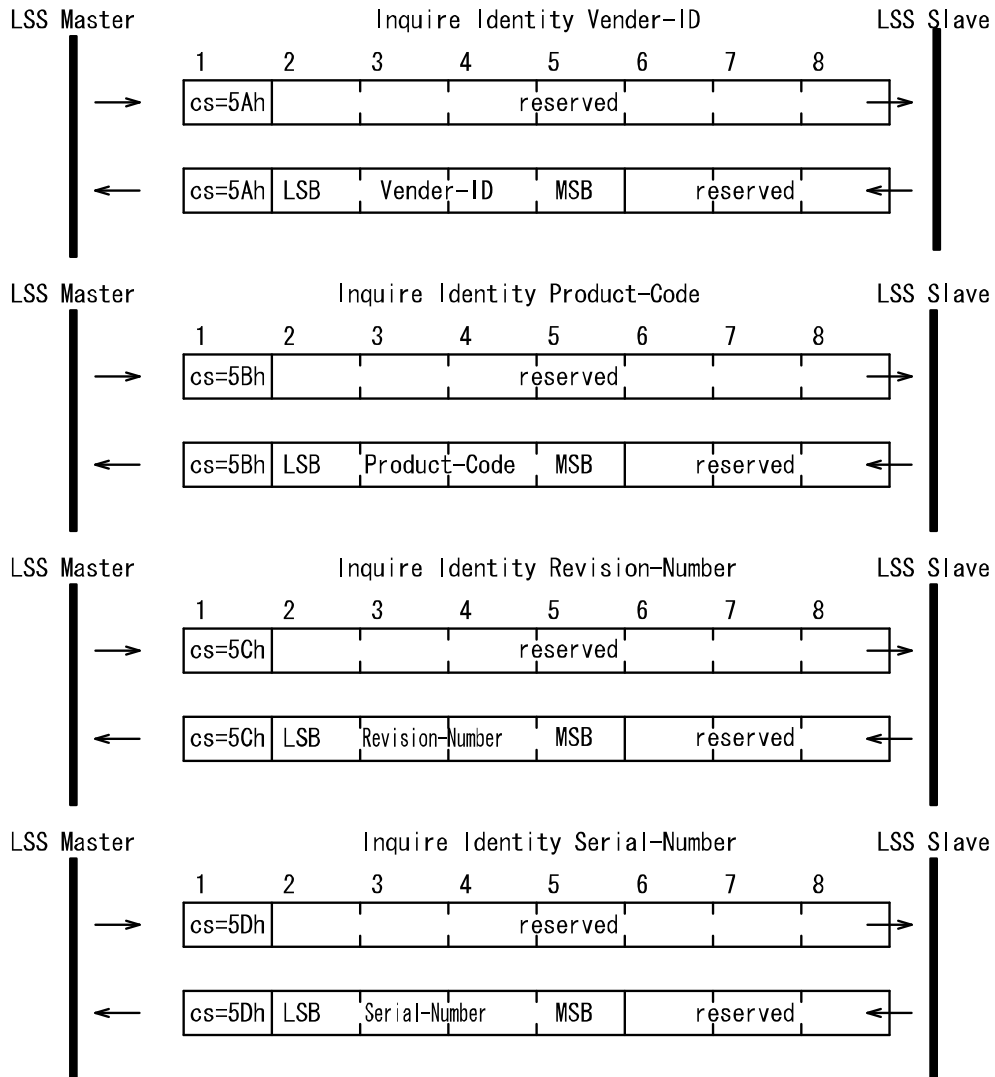 LSS Master Inquire Identity Vender-ID LSS Slave
1 2 3 4 5 6 7 8
cs=5Ah reserved
cs=5Ah LSB Vender-ID MSB reserved
LSS Master Inquire Identity Product-Code LSS Slave
1 2 3 4 5 6 7 8
cs=5Bh reserved
cs=5Bh LSB Product-Code MSB reserved
LSS Master Inquire Identity Revision-Number LSS Slave
1 2 3 4 5 6 7 8
cs=5Ch reserved
cs=5Ch LSB Revision-Number MSB reserved
LSS Master Inquire Identity Serial-Number LSS Slave
1 2 3 4 5 6 7 8
cs=5Dh reserved
cs=5Dh LSB Serial-Number MSB reserved